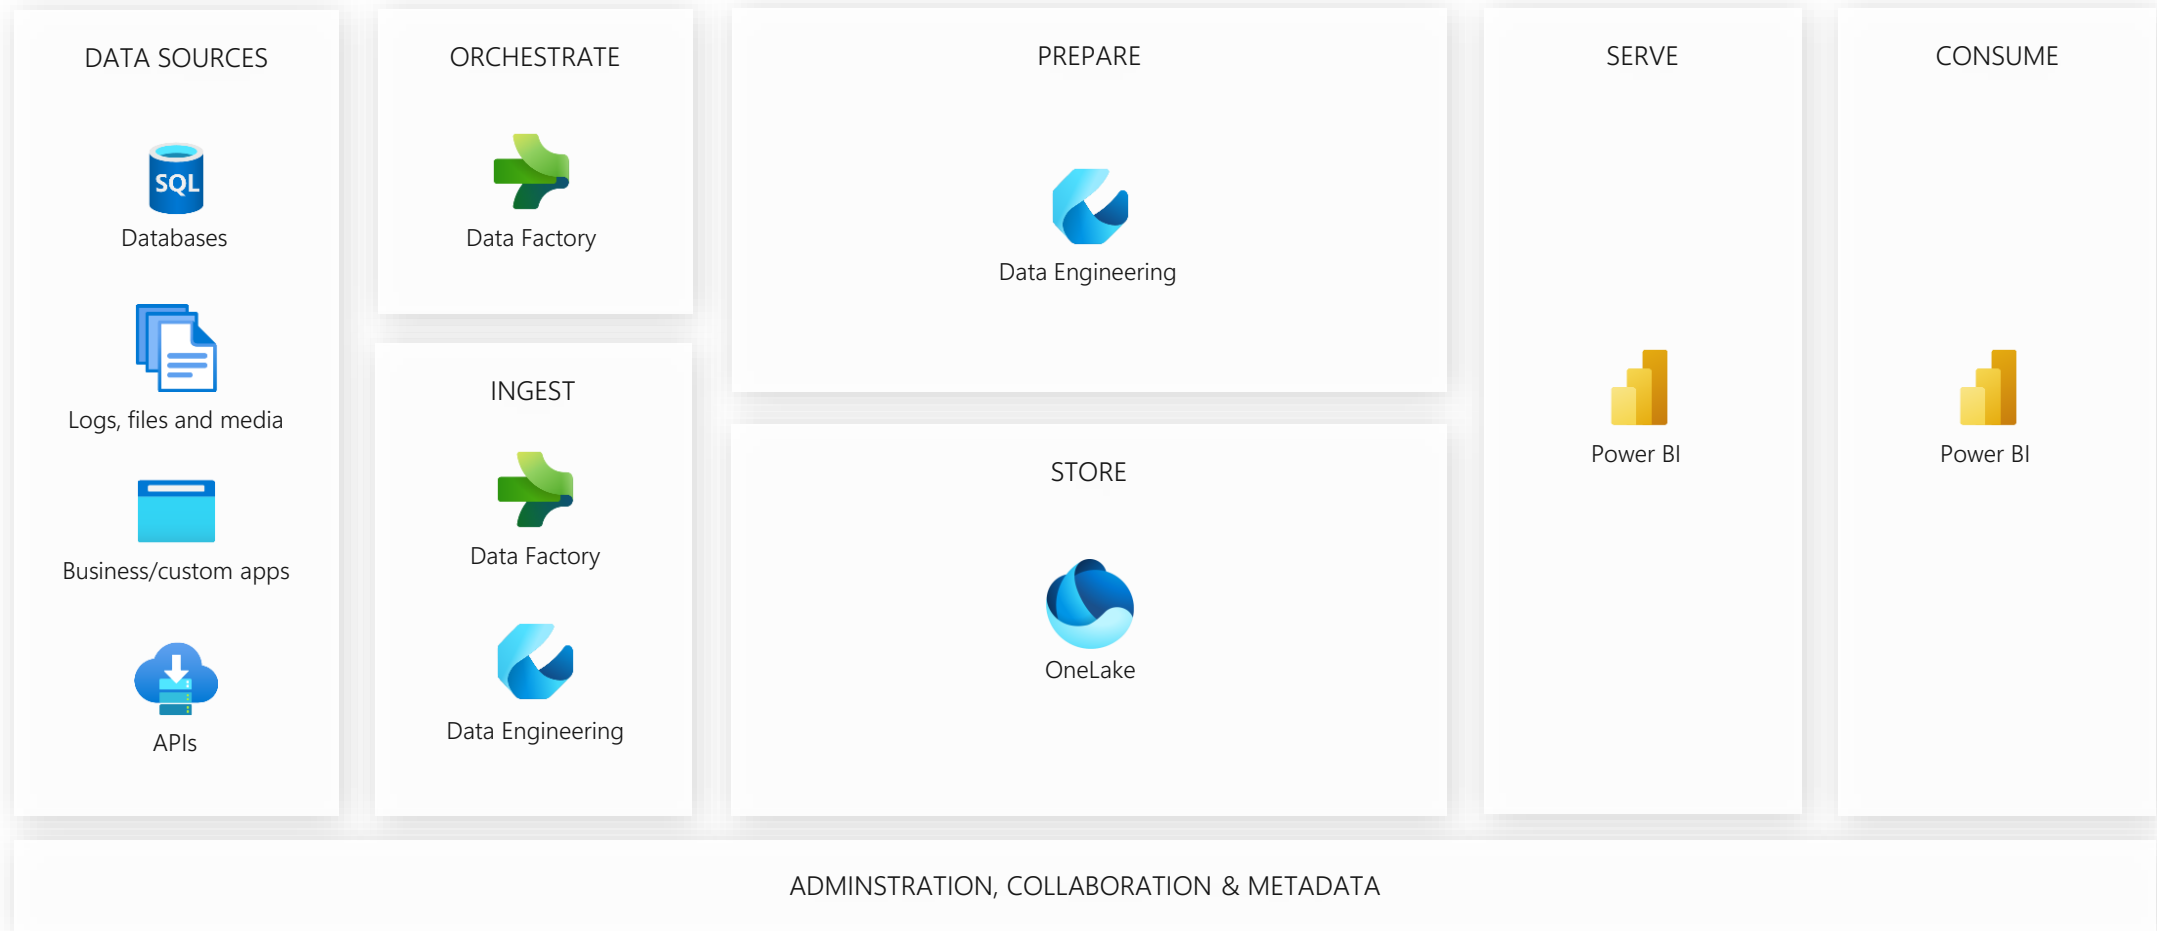 DATA SOURCES
SQL
Databases
Logs, files and media
Business/custom apps
APIs
ORCHESTRATE
Data Factory
INGEST
Data Factory
Data Engineering
PREPARE
Data Engineering
STORE
OneLake
SERVE
Power BI
CONSUME
Power BI
ADMINSTRATION, COLLABORATION & METADATA